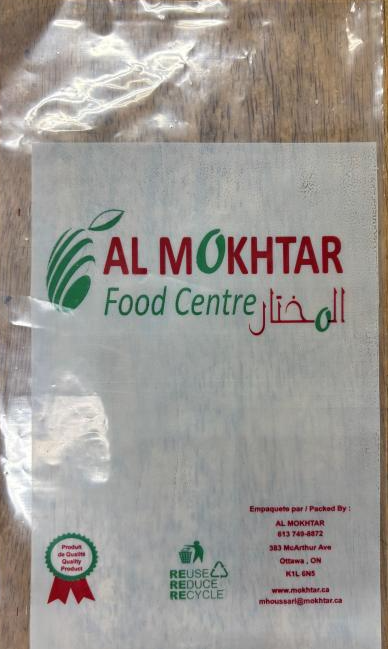 AL MOKHTAR
Food Centre
المختار
Empaquete par / Packed By :
AL MOKHTAR
613 749-8872
383 McArthur Ave
Ottawa , ON
K1L 6N5
www.mokhtar.ca
mhoussari@mokhtar.ca
Produit
de Qualité
Quality
Product
REUSE
REDUCE
RECYCLE